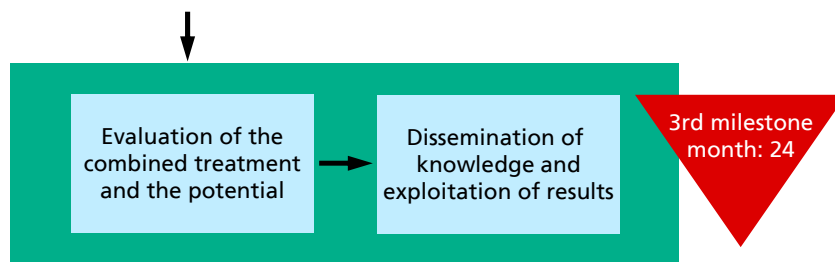 Evaluation of the
combined treatment
and the potential
Dissemination of
knowledge and
exploitation of results
3rd milestone
month: 24